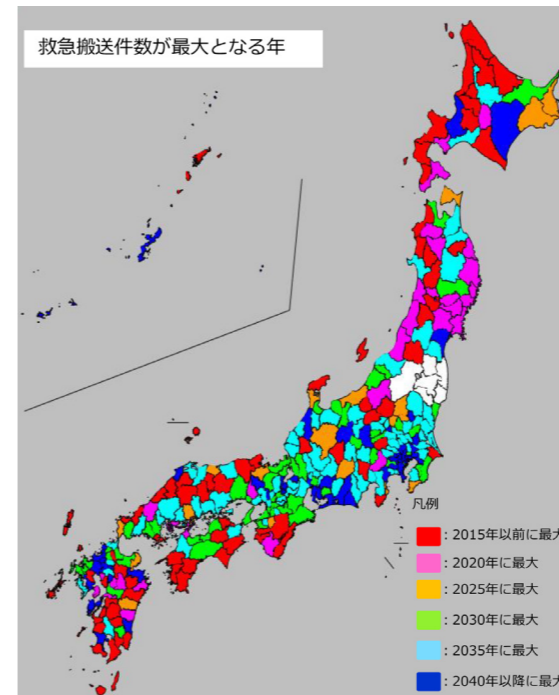 救急搬送件数が最大となる年
凡例
：2015年以前に最大
：2020年に最大
：2025年に最大
：2030年に最大
：2035年に最大
：2040年以降に最大